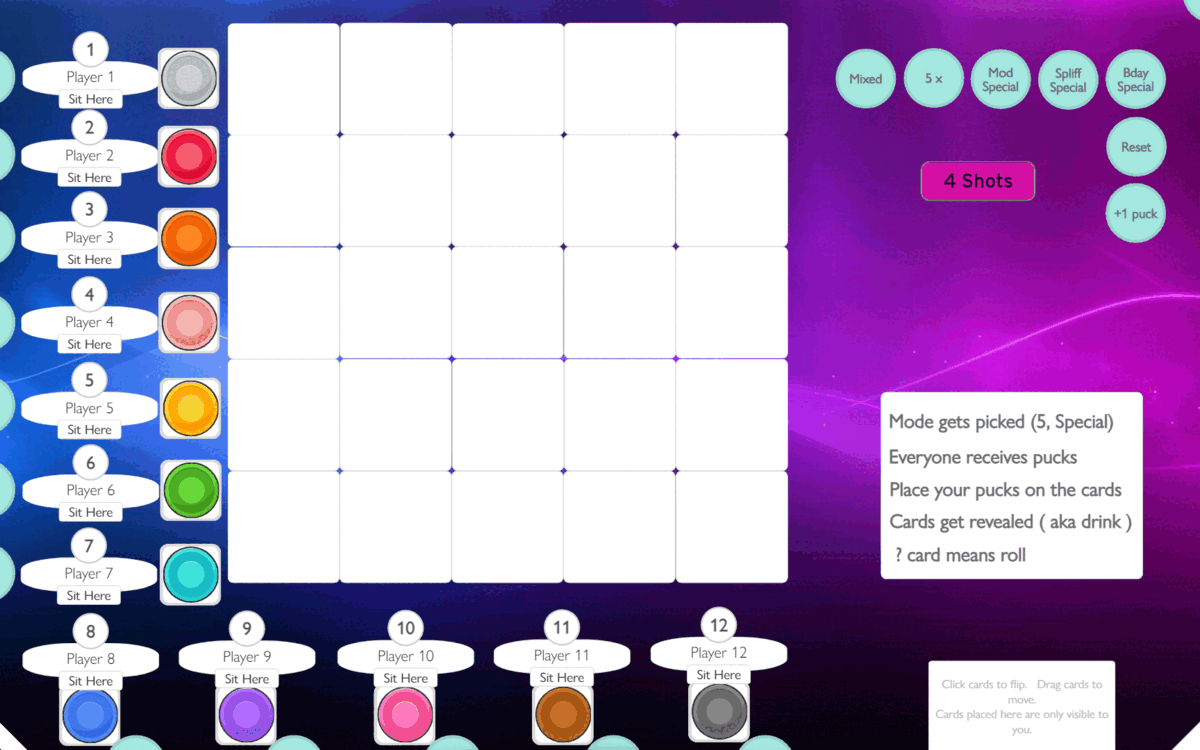 1
Player 1
Sit Here
2
Player 2
Sit Here
3
Player 3
Sit Here
4
Player 4
Sit Here
5
Player 5
Sit Here
6
Player 6
Sit Here
7
Player 7
Sit Here
8
Player 8
Sit Here
9
Player 9
Sit Here
10
Player 10
Sit Here
11
Player 11
Sit Here
12
Player 12
Sit Here
Mixed
5 x
Mod
Special
Spliff
Special
Bday
Special
Reset
+1 puck
4 Shots
Mode gets picked (5, Special)
Everyone receives pucks
Place your pucks on the cards
Cards get revealed ( aka drink )
? card means roll
Click cards to flip. Drag cards to
move.
Cards placed here are only visible to
you.